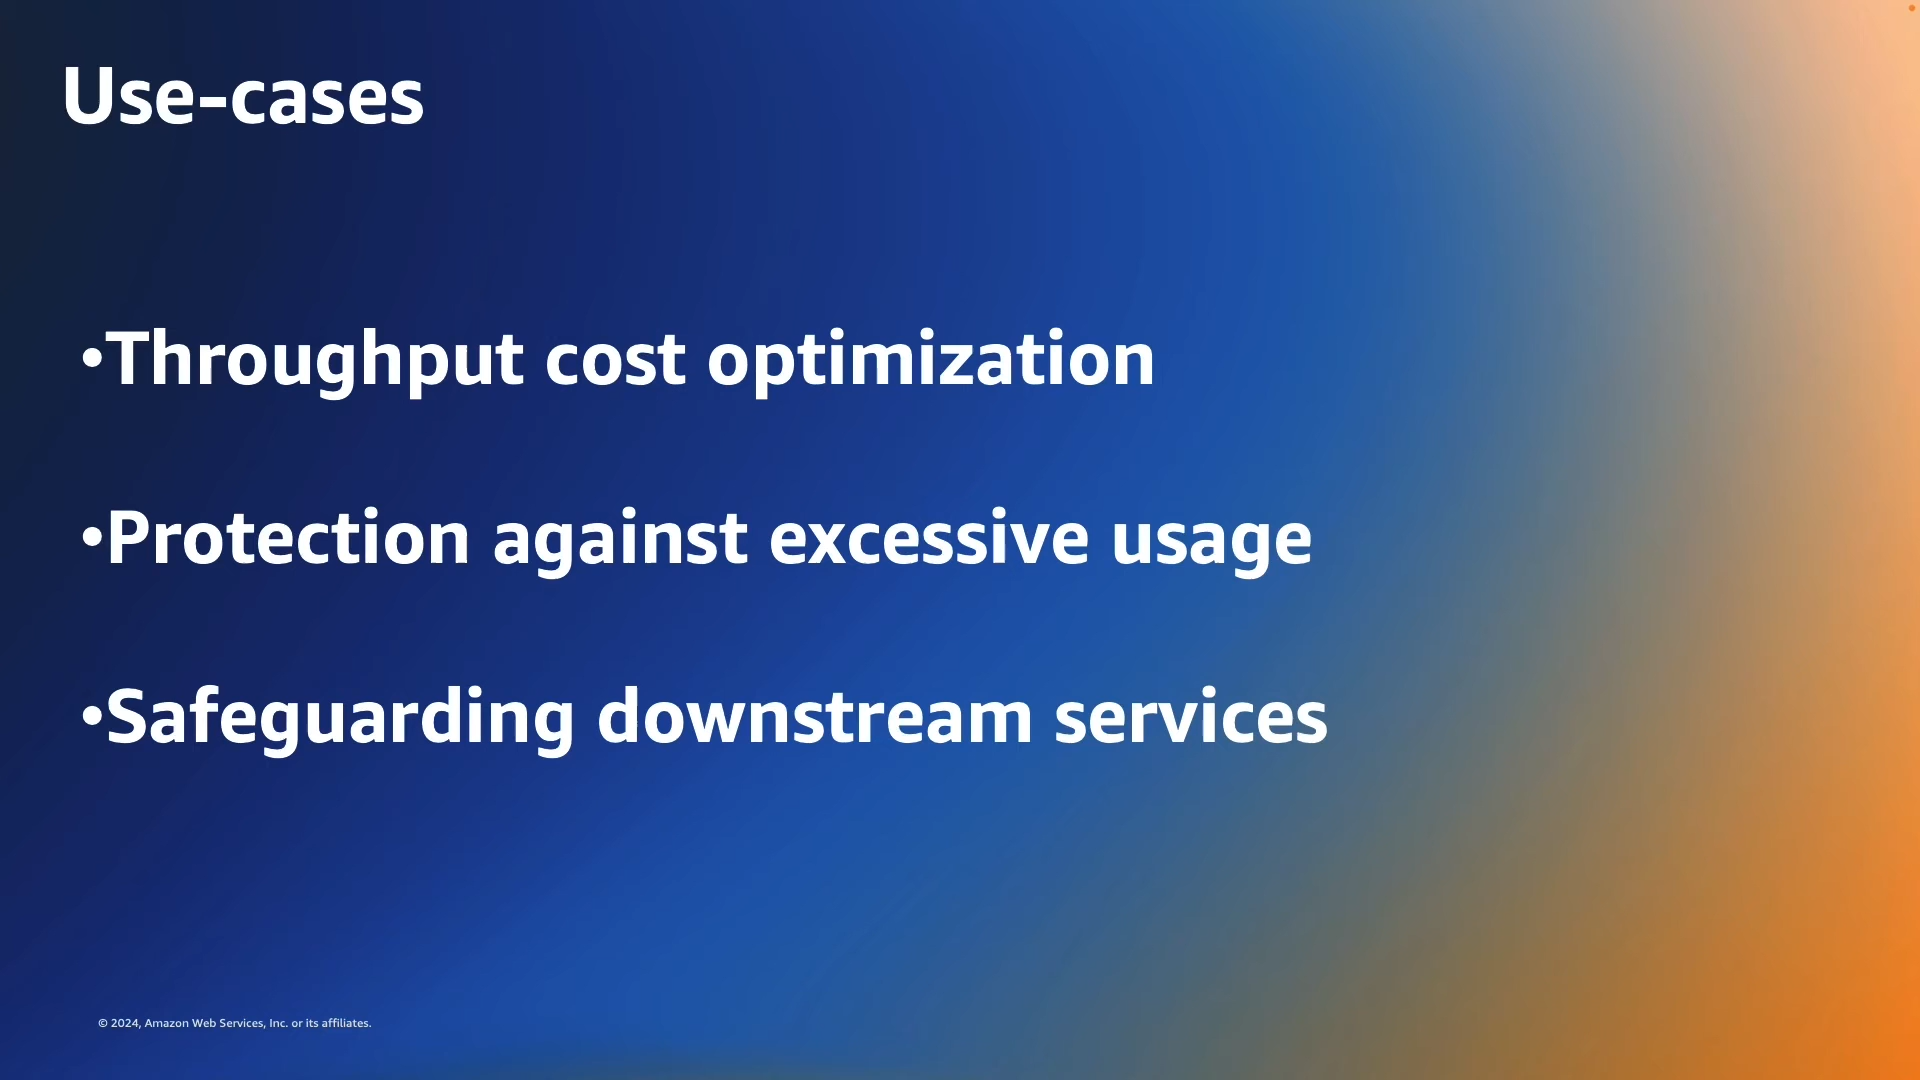 Use-cases
•Throughput cost optimization
•Protection against excessive usage
•Safeguarding downstream services
© 2024, Amazon Web Services, Inc. or its affiliates.